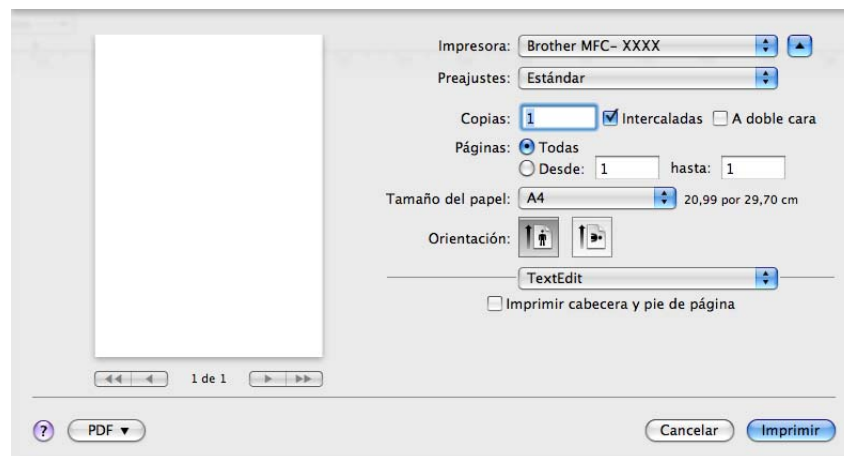 Impresora: Brother MFC- XXXX
Preajustes: Estándar
Copias: 1 Intercaladas A doble cara
Páginas: Todas
Desde: 1 hasta: 1
Tamaño del papel: A4 20,99 por 29,70 cm
Orientación:
TextEdit
Imprimir cabecera y pie de página
1 de 1
? PDF Cancelar Imprimir